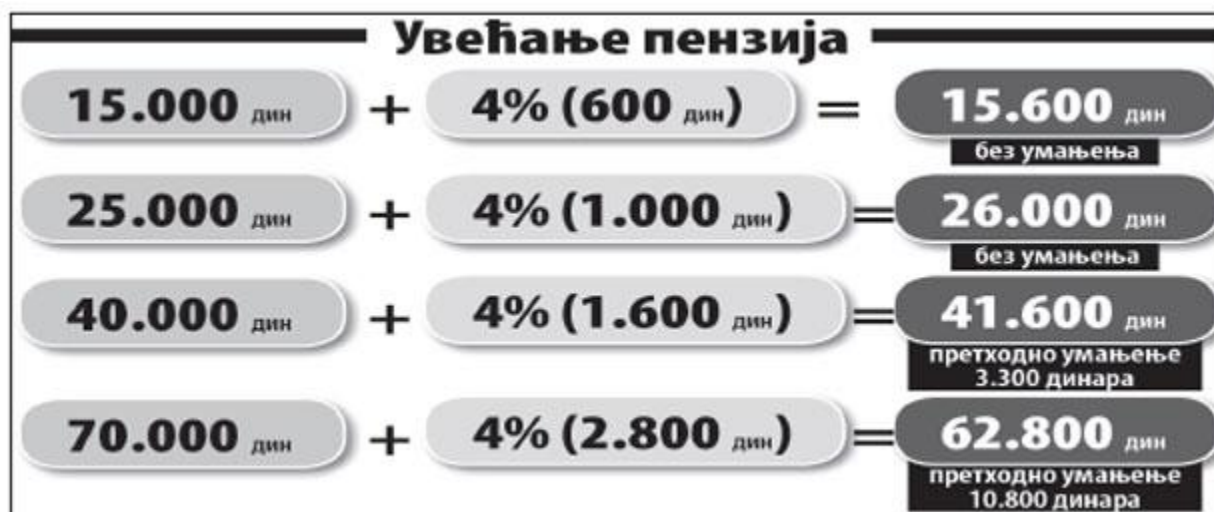 Увећање пензија
15.000 дин + 4% (600 дин) = 15.600 дин
без умањења
25.000 дин + 4% (1.000 дин) = 26.000 дин
без умањења
40.000 дин + 4% (1.600 дин) = 41.600 дин
претходно умањење
3.300 динара
70.000 дин + 4% (2.800 дин) = 62.800 дин
претходно умањење
10.800 динара